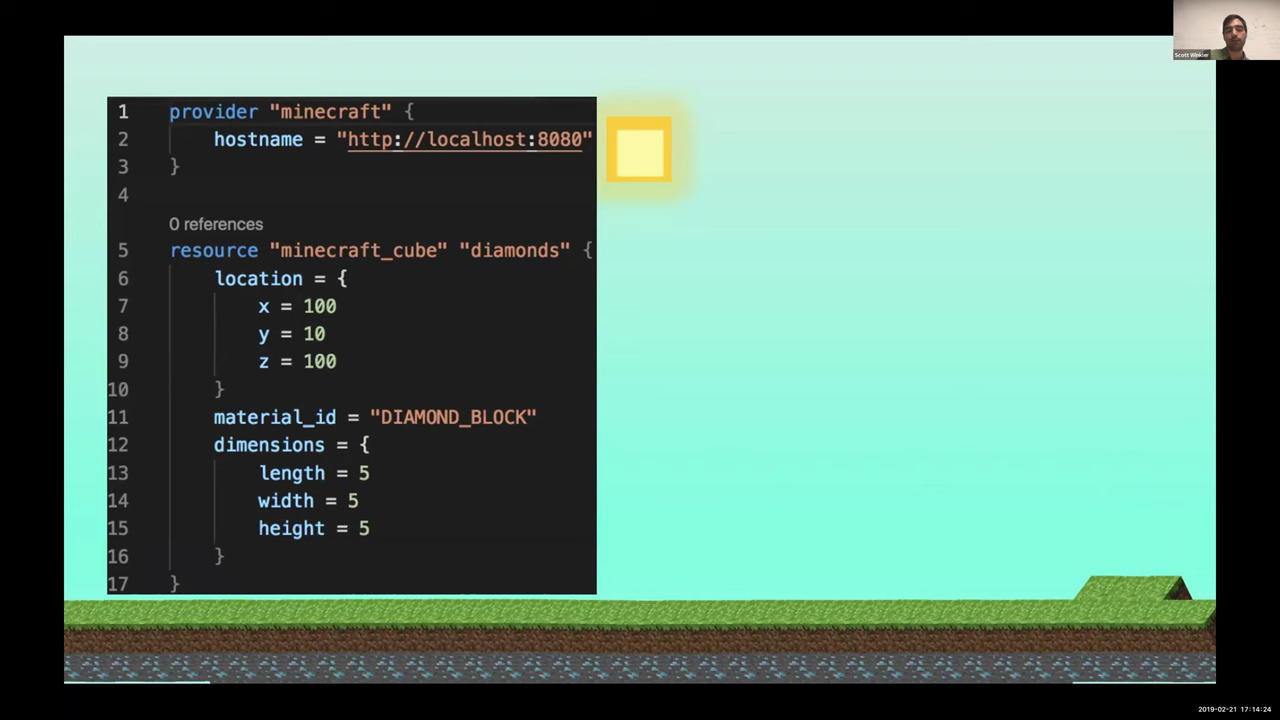 Scott Winkler
1 provider "minecraft" {
2 hostname = "http://localhost:8080"
3 }
4
0 references
5 resource "minecraft_cube" "diamonds" {
6 location = {
7 x = 100
8 y = 10
9 z = 100
10 }
11 material_id = "DIAMOND_BLOCK"
12 dimensions = {
13 length = 5
14 width = 5
15 height = 5
16 }
17 }
2019-02-21 17:14:24